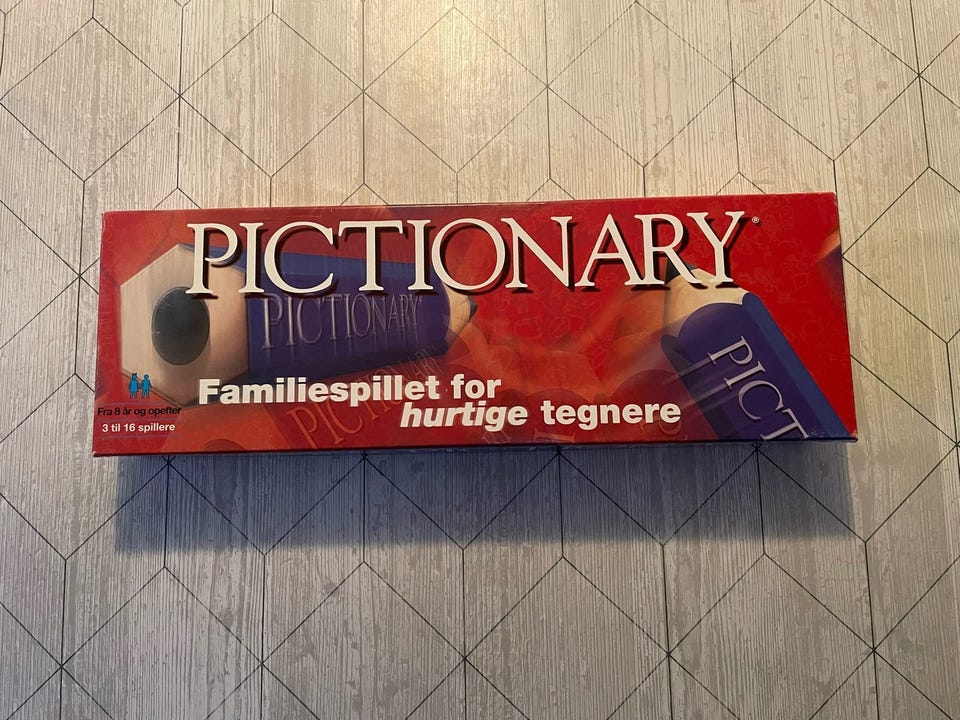 PICTIONARY®
PICTIONARY
PICTIONARY
PICT
Familiespillet for
hurtige tegnere
Fra 8 år og opefter
3 til 16 spillere